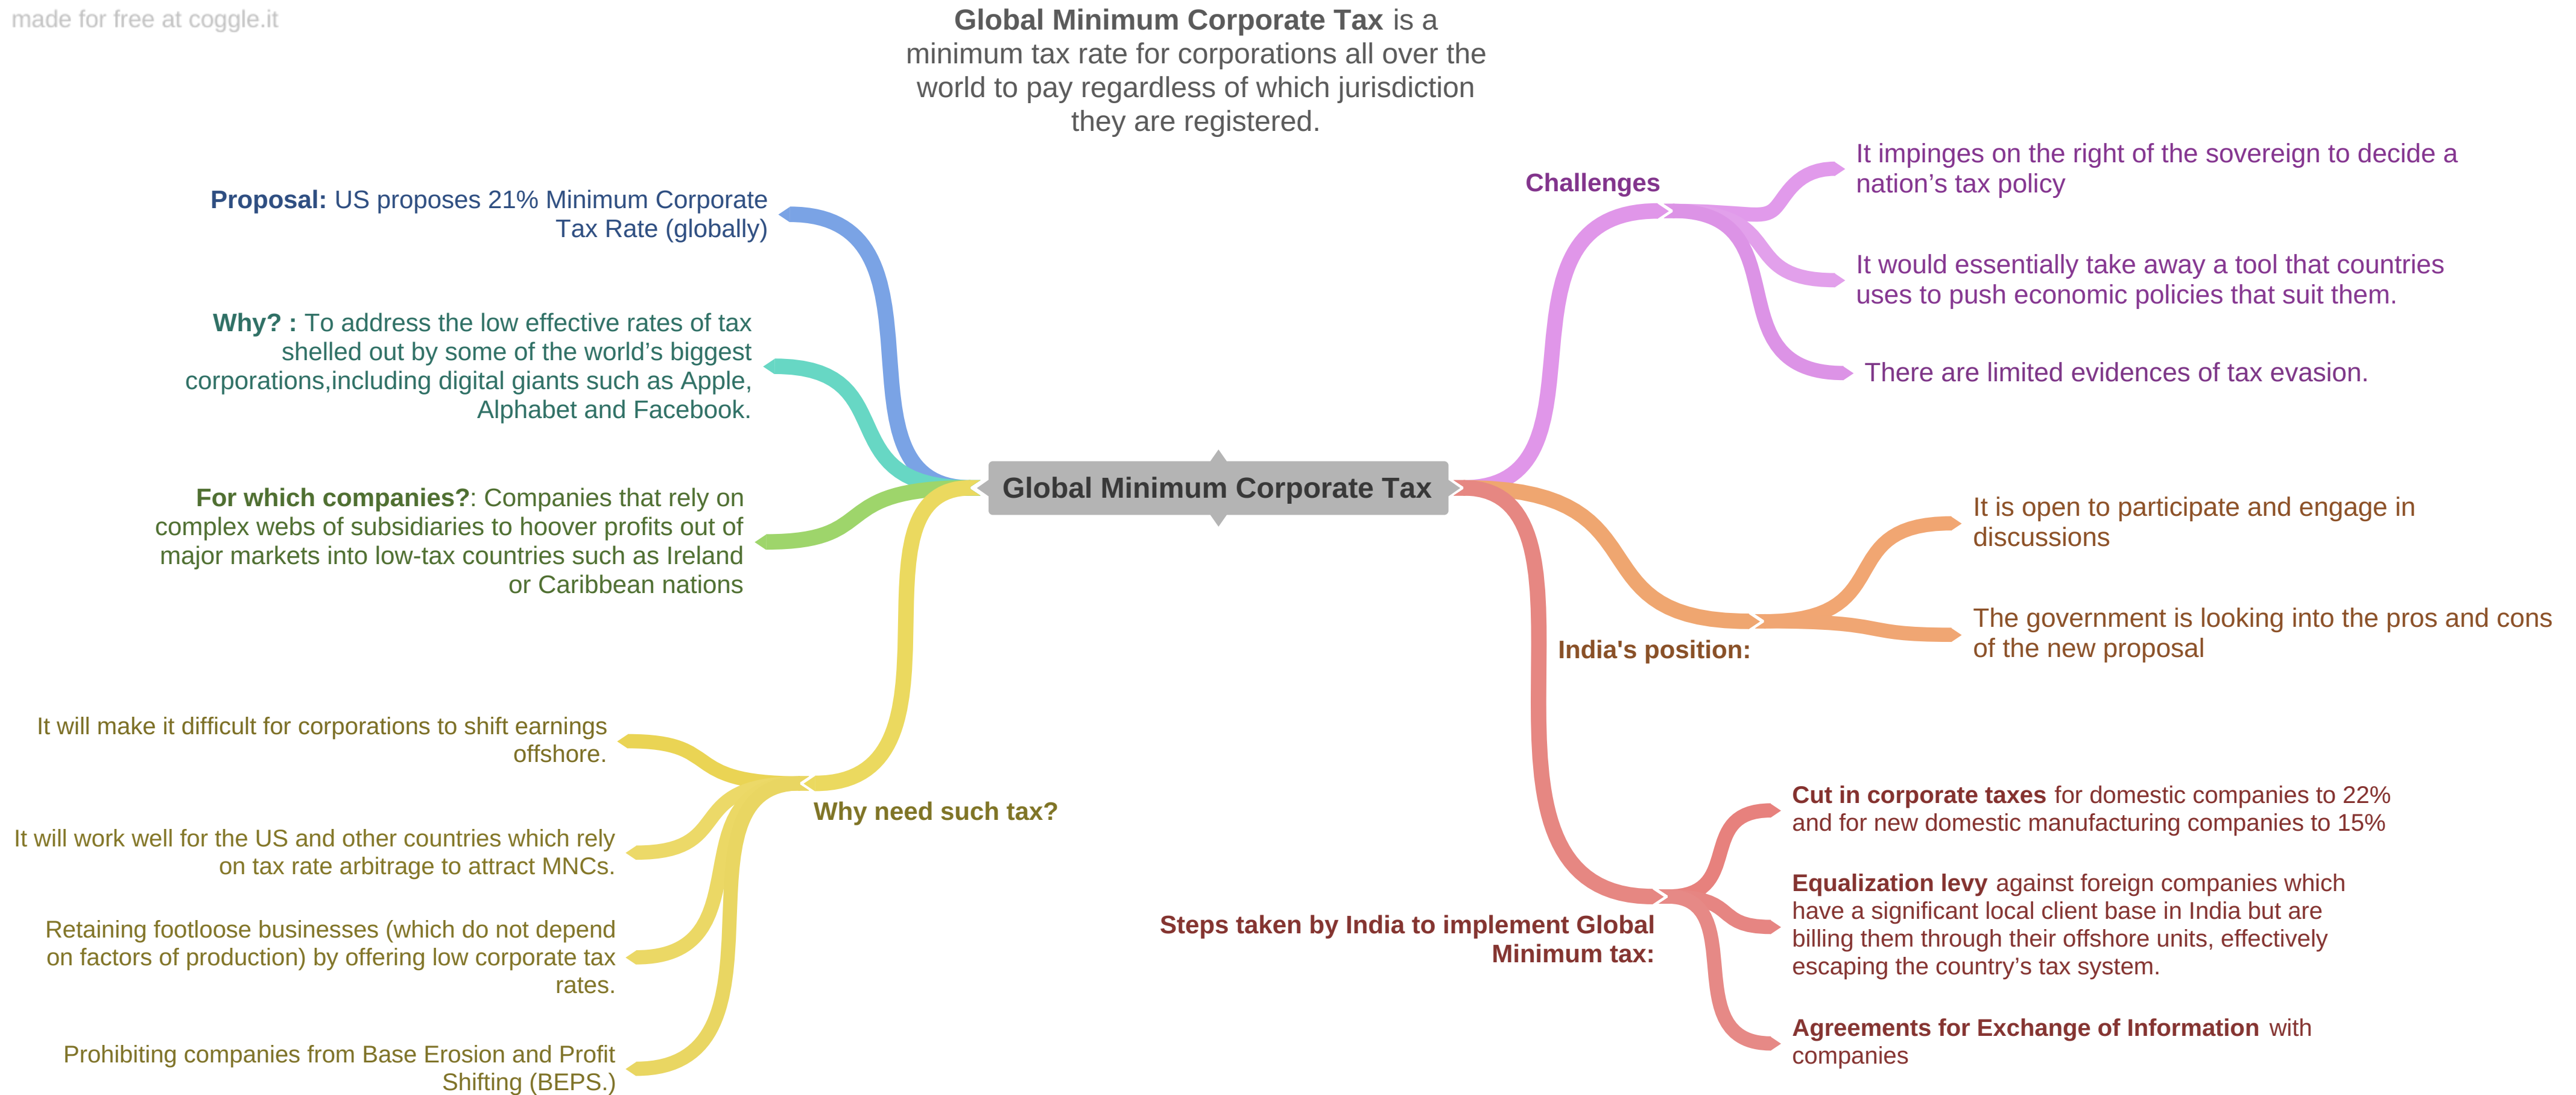 made for free at coggle.it
Global Minimum Corporate Tax is a
minimum tax rate for corporations all over the
world to pay regardless of which jurisdiction
they are registered.
Proposal: US proposes 21% Minimum Corporate
Tax Rate (globally)
Why? : To address the low effective rates of tax
shelled out by some of the world’s biggest
corporations,including digital giants such as Apple,
Alphabet and Facebook.
For which companies?: Companies that rely on
complex webs of subsidiaries to hoover profits out of
major markets into low-tax countries such as Ireland
or Caribbean nations
Why need such tax?
It will make it difficult for corporations to shift earnings
offshore.
It will work well for the US and other countries which rely
on tax rate arbitrage to attract MNCs.
Retaining footloose businesses (which do not depend
on factors of production) by offering low corporate tax
rates.
Prohibiting companies from Base Erosion and Profit
Shifting (BEPS.)
Global Minimum Corporate Tax
Challenges
It impinges on the right of the sovereign to decide a
nation’s tax policy
It would essentially take away a tool that countries
uses to push economic policies that suit them.
There are limited evidences of tax evasion.
India's position:
It is open to participate and engage in
discussions
The government is looking into the pros and cons
of the new proposal
Steps taken by India to implement Global
Minimum tax:
Cut in corporate taxes for domestic companies to 22%
and for new domestic manufacturing companies to 15%
Equalization levy against foreign companies which
have a significant local client base in India but are
billing them through their offshore units, effectively
escaping the country’s tax system.
Agreements for Exchange of Information with
companies